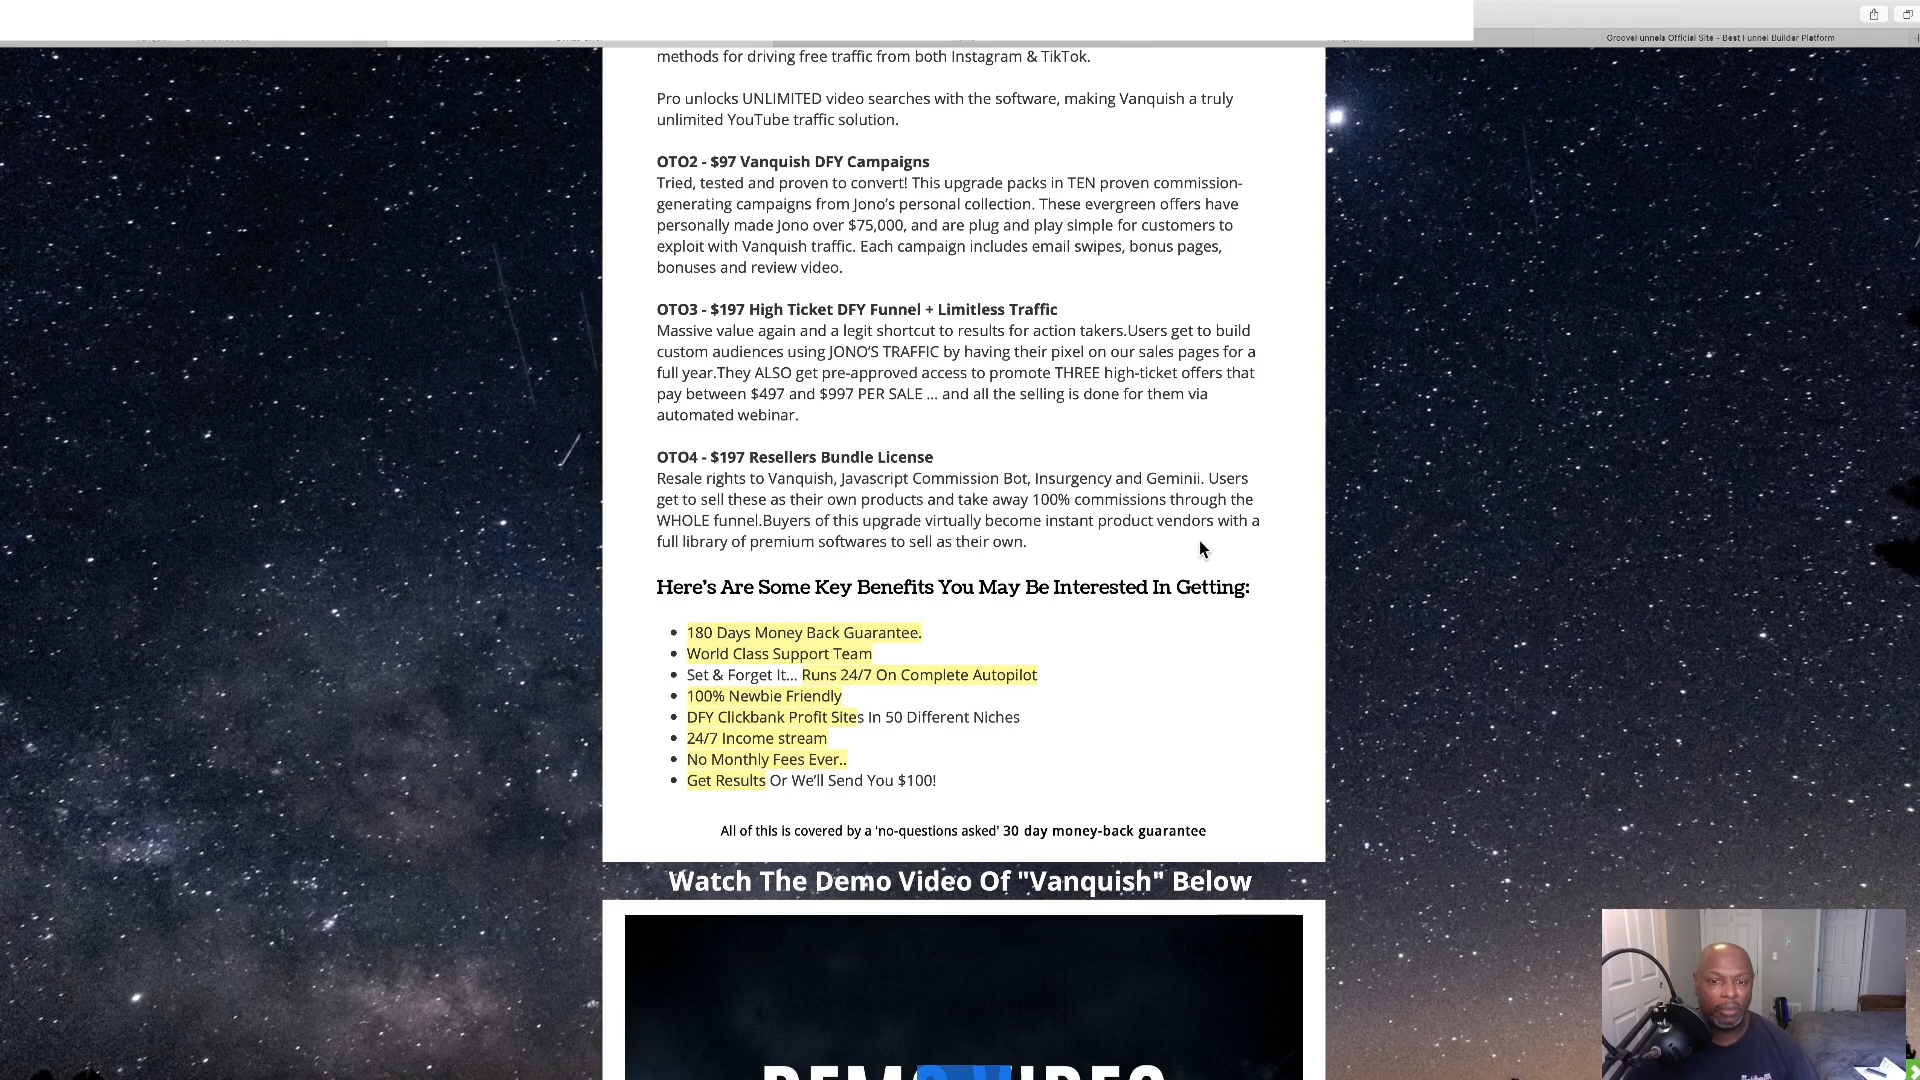 GrooveFunnels Official Site - Best Funnel Builder Platform
methods for driving free traffic from both Instagram & TikTok.
Pro unlocks UNLIMITED video searches with the software, making Vanquish a truly
unlimited YouTube traffic solution.
OTO2 - $97 Vanquish DFY Campaigns
Tried, tested and proven to convert! This upgrade packs in TEN proven commission-
generating campaigns from Jono’s personal collection. These evergreen offers have
personally made Jono over $75,000, and are plug and play simple for customers to
exploit with Vanquish traffic. Each campaign includes email swipes, bonus pages,
bonuses and review video.
OTO3 - $197 High Ticket DFY Funnel + Limitless Traffic
Massive value again and a legit shortcut to results for action takers.Users get to build
custom audiences using JONO’S TRAFFIC by having their pixel on our sales pages for a
full year.They ALSO get pre-approved access to promote THREE high-ticket offers that
pay between $497 and $997 PER SALE ... and all the selling is done for them via
automated webinar.
OTO4 - $197 Resellers Bundle License
Resale rights to Vanquish, Javascript Commission Bot, Insurgency and Geminii. Users
get to sell these as their own products and take away 100% commissions through the
WHOLE funnel.Buyers of this upgrade virtually become instant product vendors with a
full library of premium softwares to sell as their own.
Here’s Are Some Key Benefits You May Be Interested In Getting:
180 Days Money Back Guarantee.
World Class Support Team
Set & Forget It... Runs 24/7 On Complete Autopilot
100% Newbie Friendly
DFY Clickbank Profit Sites In 50 Different Niches
24/7 Income stream
No Monthly Fees Ever..
Get Results Or We’ll Send You $100!
All of this is covered by a 'no-questions asked' 30 day money-back guarantee
Watch The Demo Video Of "Vanquish" Below
DEMO VIDEO